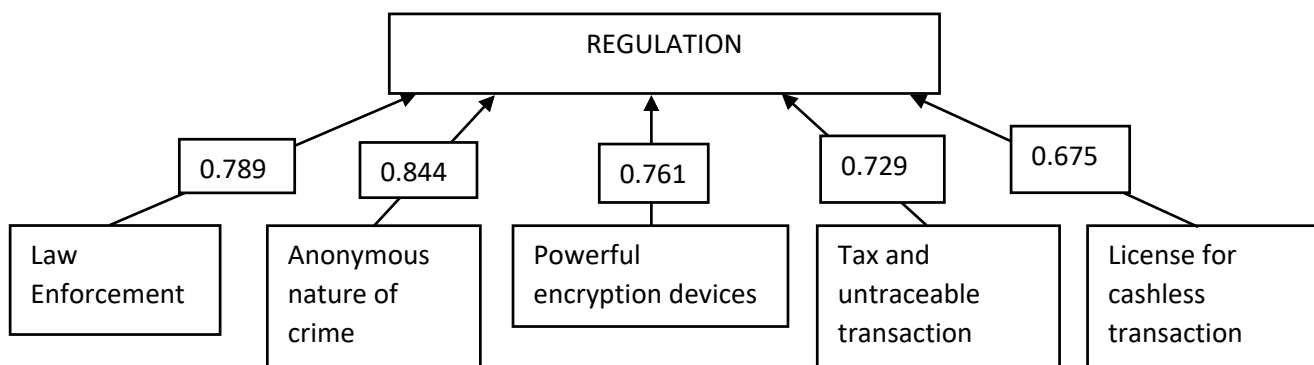 REGULATION
0.789
0.844
0.761
0.729
0.675
Law
Enforcement
Anonymous
nature of
crime
Powerful
encryption devices
Tax and
untraceable
transaction
License for
cashless
transaction